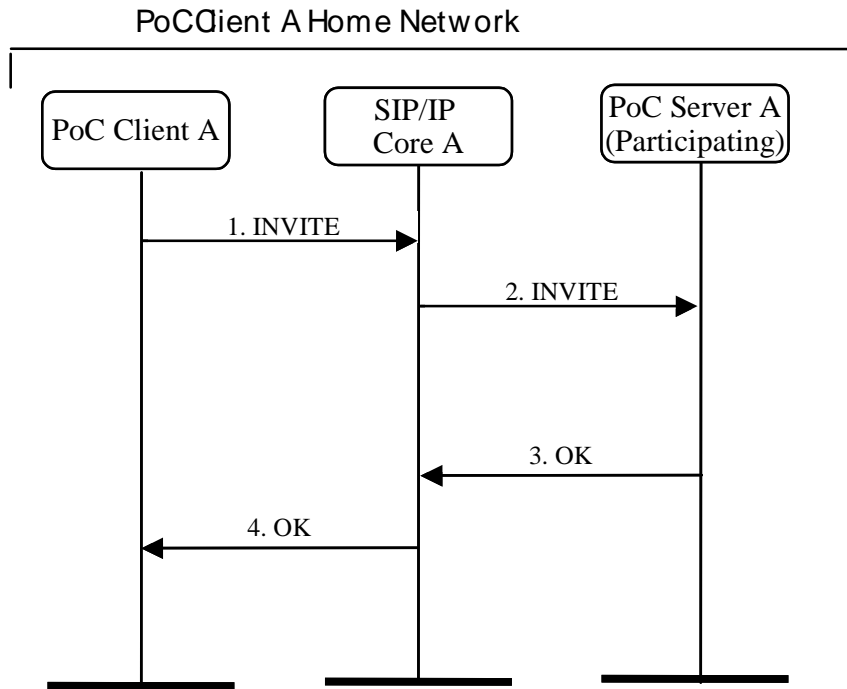 PoCClient A Home Network
PoC Client A
SIP/IP
Core A
PoC Server A
(Participating)
1. INVITE
2. INVITE
3. OK
4. OK